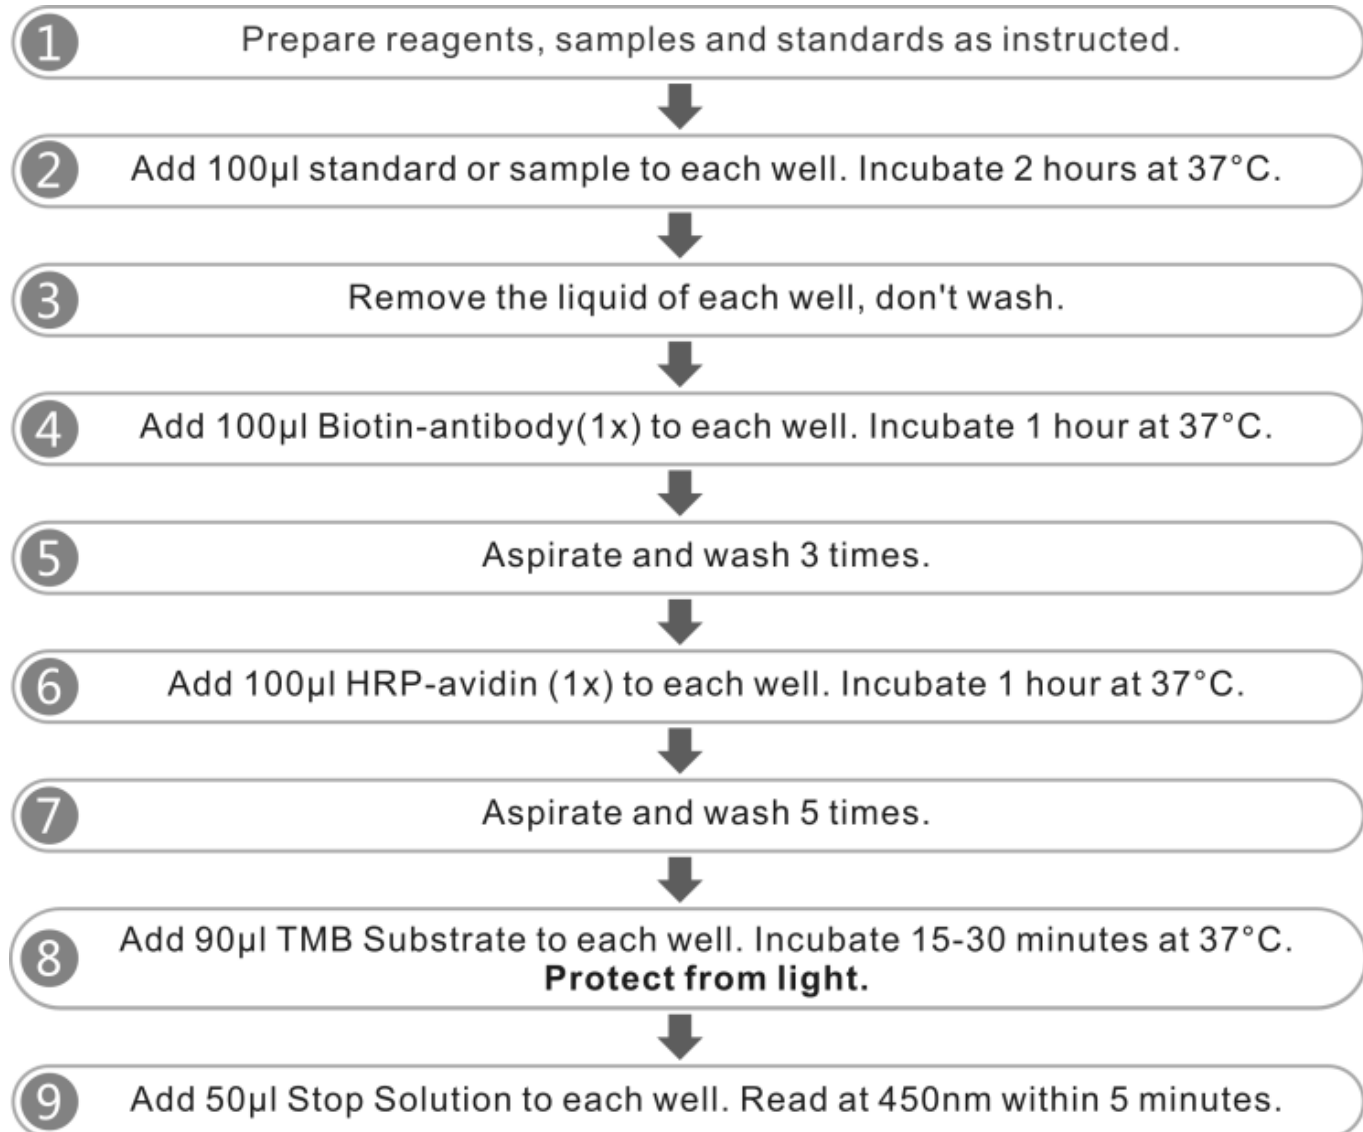 1 Prepare reagents, samples and standards as instructed.
2 Add 100μl standard or sample to each well. Incubate 2 hours at 37°C.
3 Remove the liquid of each well, don't wash.
4 Add 100μl Biotin-antibody(1x) to each well. Incubate 1 hour at 37°C.
5 Aspirate and wash 3 times.
6 Add 100μl HRP-avidin (1x) to each well. Incubate 1 hour at 37°C.
7 Aspirate and wash 5 times.
8 Add 90μl TMB Substrate to each well. Incubate 15-30 minutes at 37°C.
Protect from light.
9 Add 50μl Stop Solution to each well. Read at 450nm within 5 minutes.